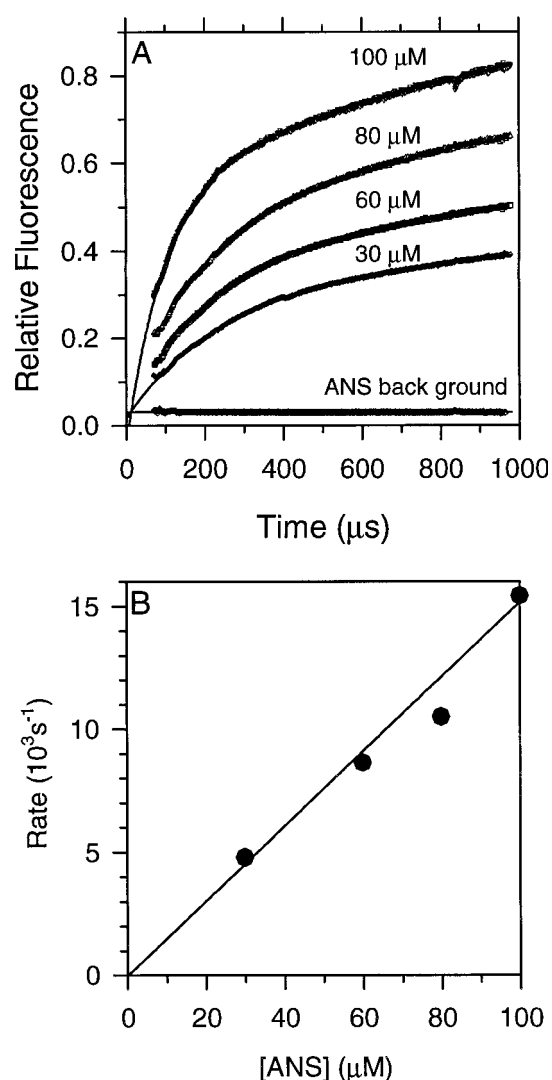 A
100 μM
80 μM
60 μM
30 μM
ANS back ground
Relative Fluorescence
0.8
0.6
0.4
0.2
0.0
0 200 400 600 800 1000
Time (μs)
B
Rate (10³s⁻¹)
15
10
5
0
0 20 40 60 80 100
[ANS] (μM)